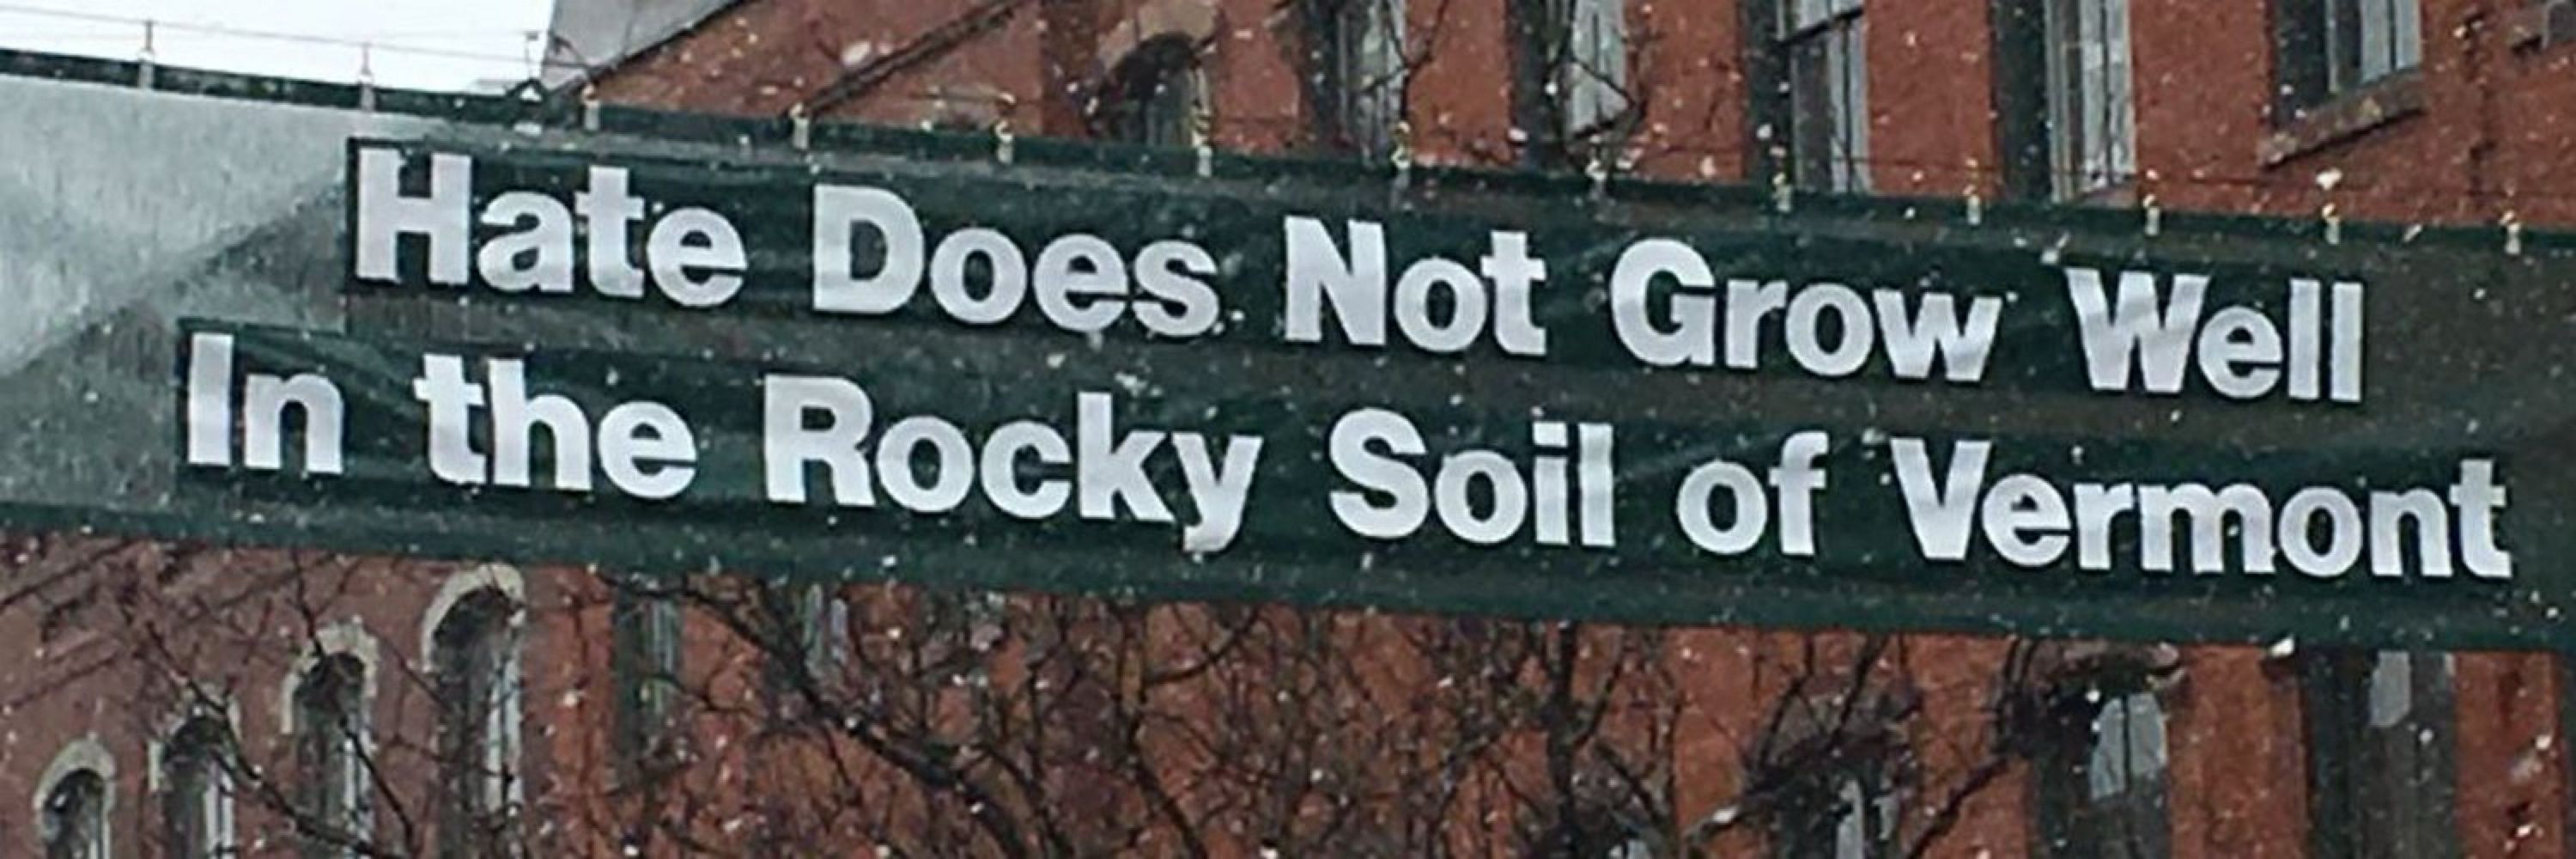 Hate Does Not Grow Well
In the Rocky Soil of Vermont